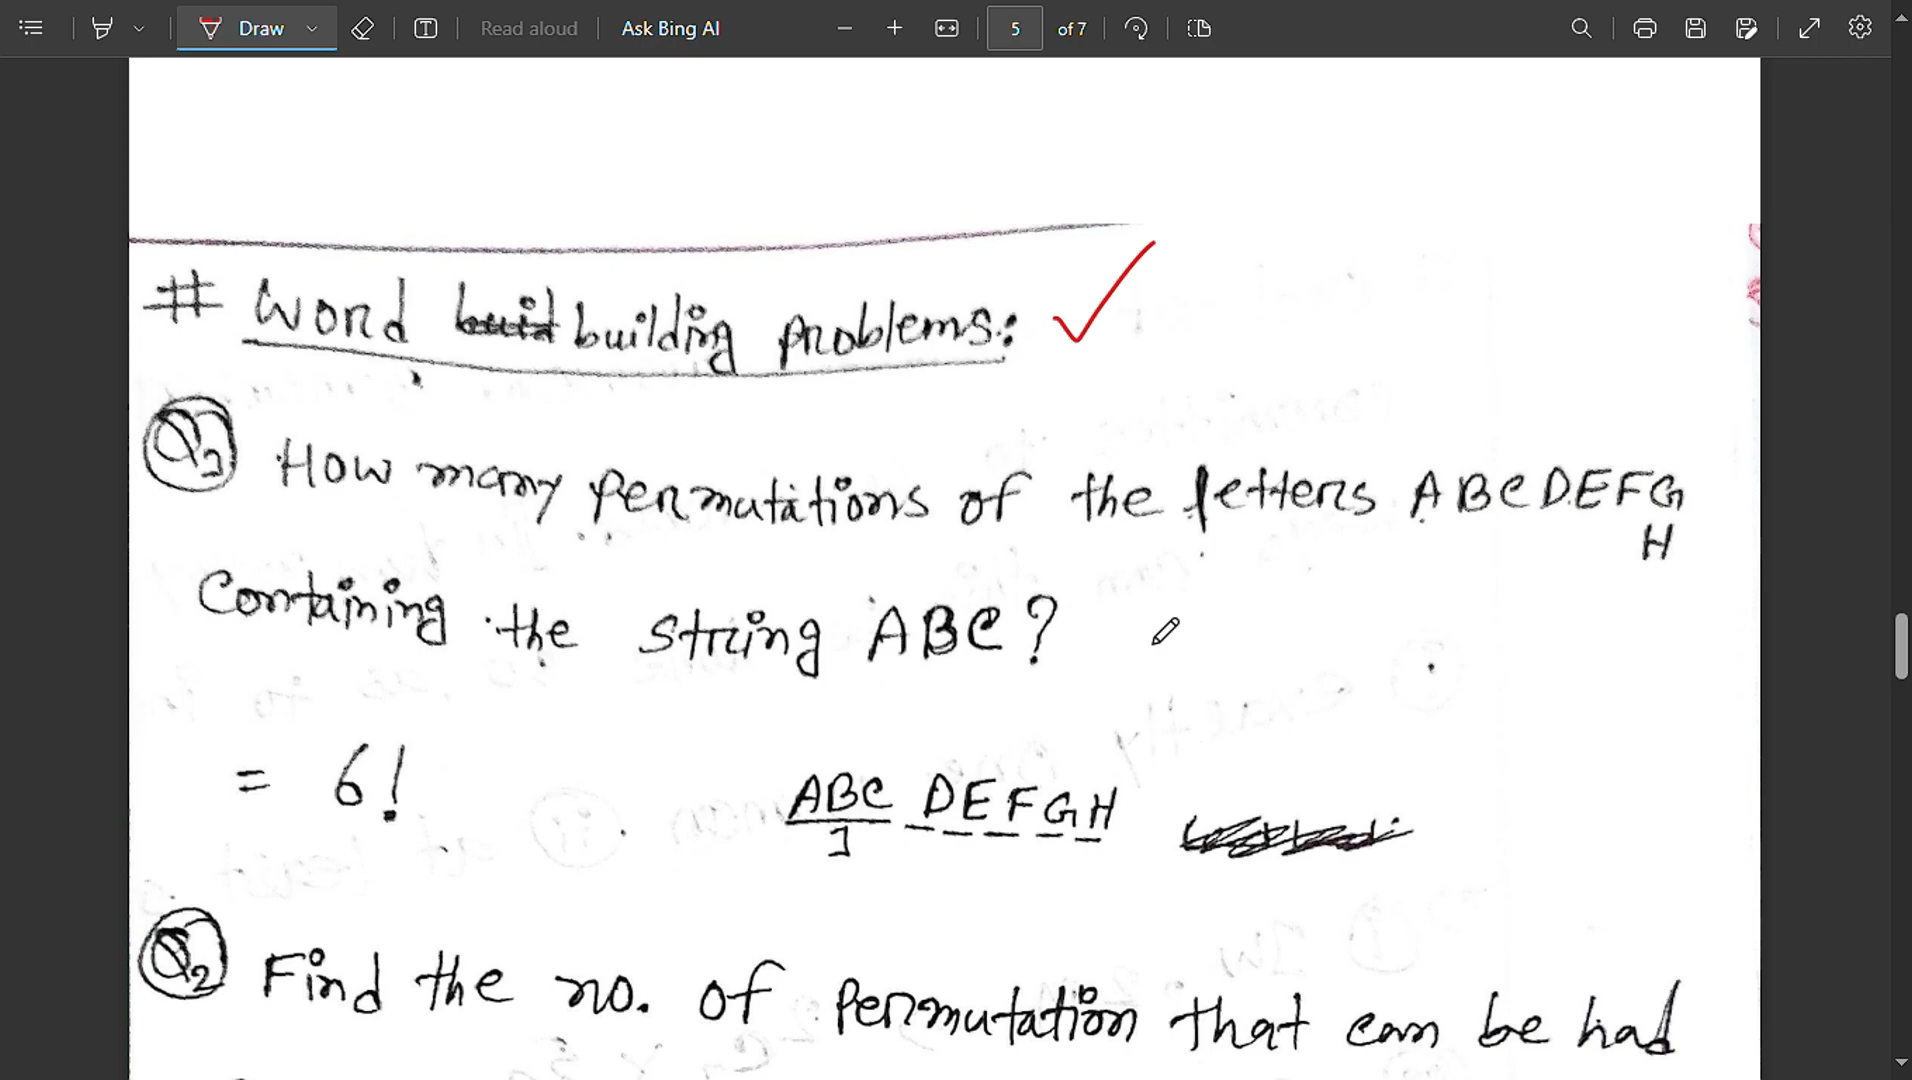 Draw
Read aloud
Ask Bing AI
5 of 7
# Word building problems:
Q1 How many permutations of the letters ABCDEFG
H
Containing the string ABC?
= 6!
ABC DEFGH
1
Q2 Find the no. of permutation that can be had